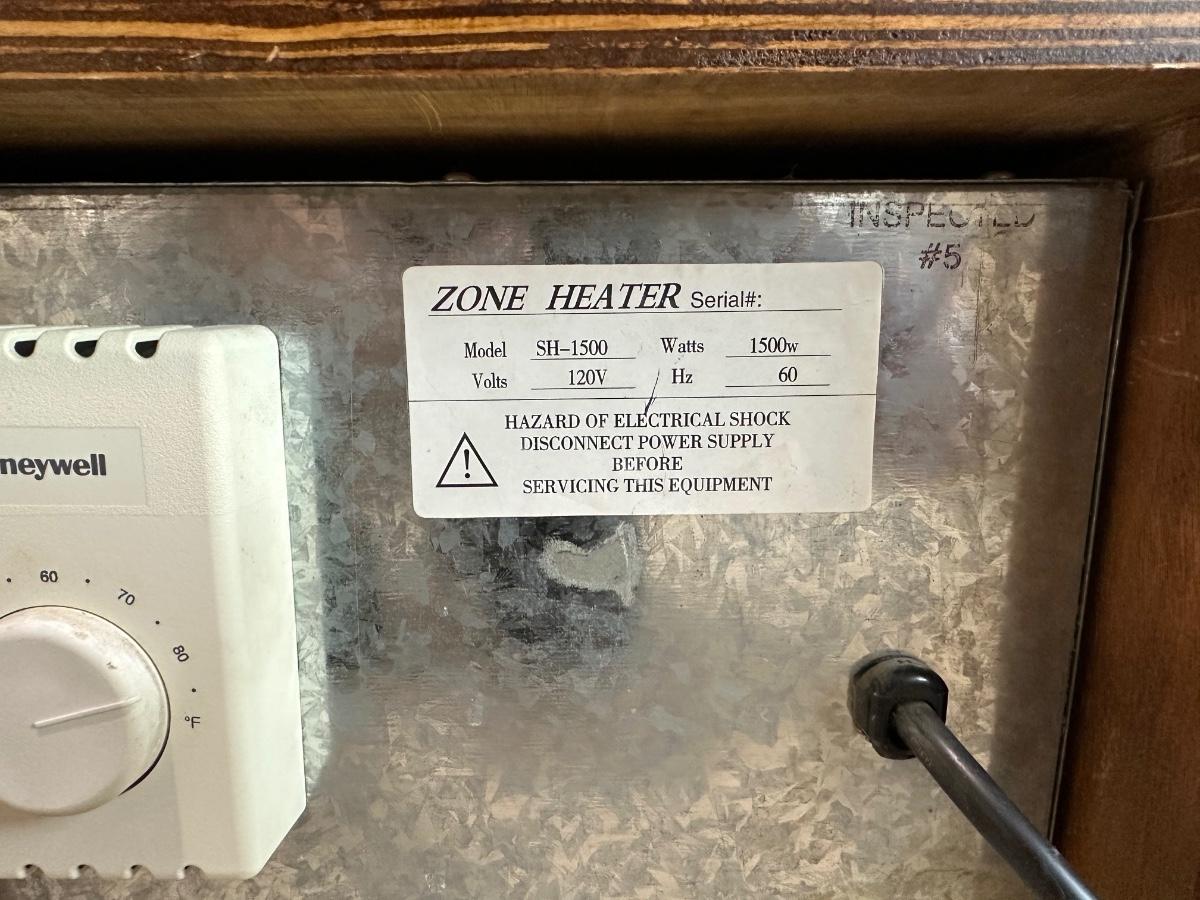 INSPECTED
#5
ZONE HEATER Serial#:
Model SH-1500 Watts 1500w
Volts 120V Hz 60
HAZARD OF ELECTRICAL SHOCK
DISCONNECT POWER SUPPLY
BEFORE
SERVICING THIS EQUIPMENT
neywell
60
70
80
°F